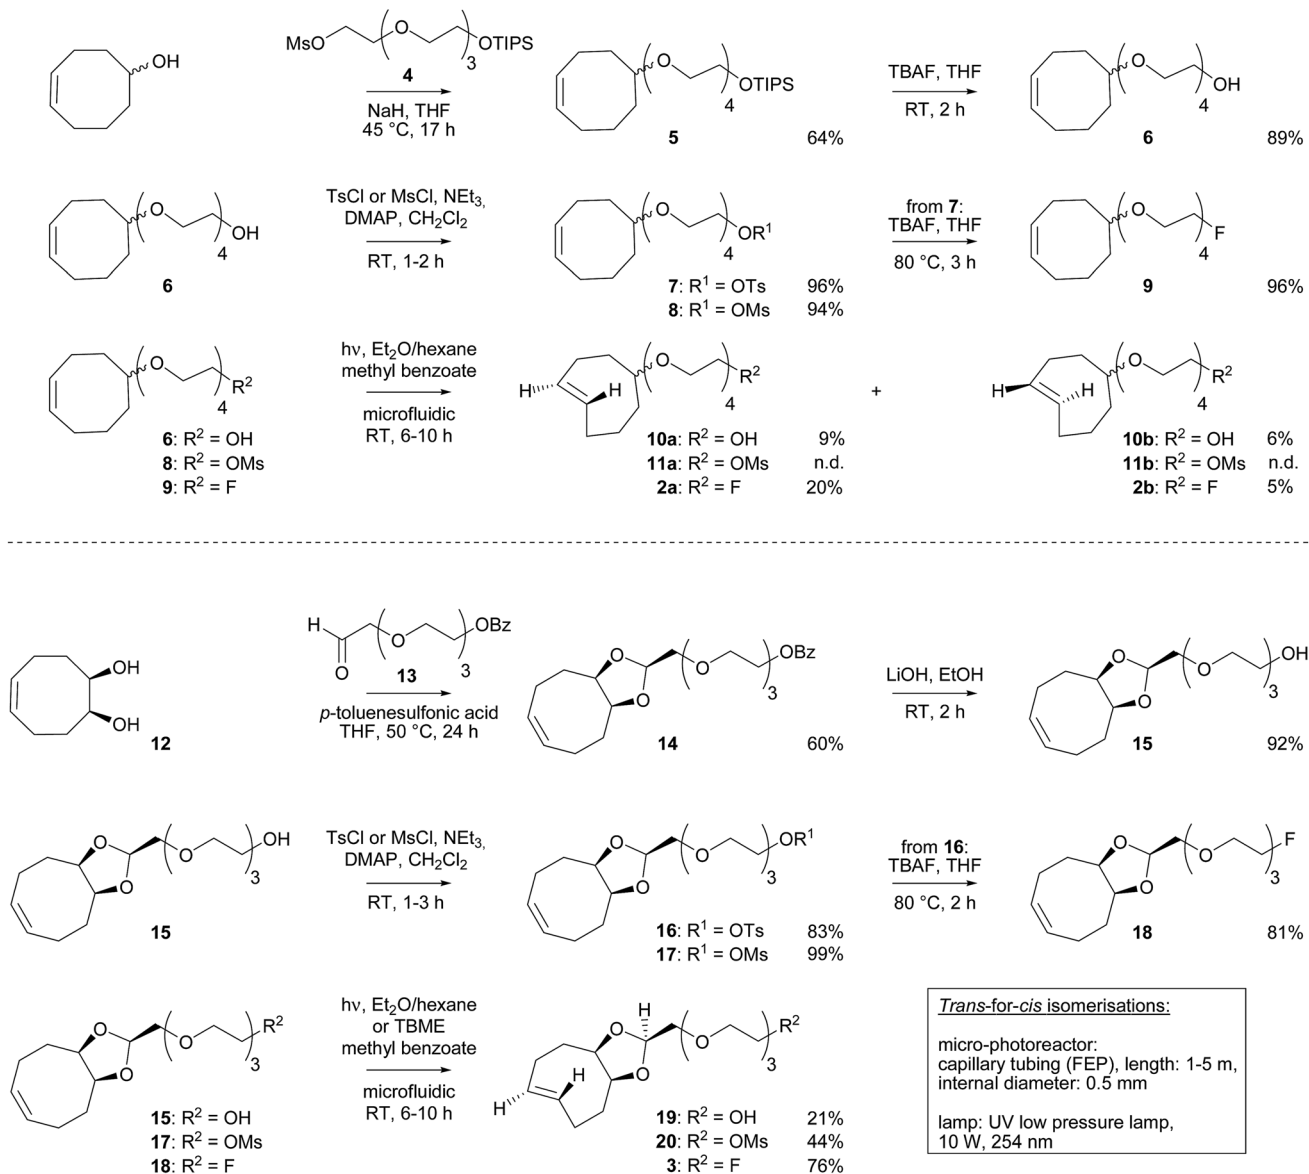 OH
MsO
O
3
OTIPS
4
NaH, THF
45 °C, 17 h
O
4
OTIPS
5
64%
TBAF, THF
RT, 2 h
O
4
OH
6
89%
O
4
OH
6
TsCl or MsCl, NEt3,
DMAP, CH2Cl2
RT, 1-2 h
O
4
OR1
7: R1 = OTs 96%
8: R1 = OMs 94%
from 7:
TBAF, THF
80 °C, 3 h
O
4
F
9
96%
O
4
R2
6: R2 = OH
8: R2 = OMs
9: R2 = F
hν, Et2O/hexane
methyl benzoate
microfluidic
RT, 6-10 h
H
H
O
4
R2
10a: R2 = OH 9%
11a: R2 = OMs n.d.
2a: R2 = F 20%
+
H
H
O
4
R2
10b: R2 = OH 6%
11b: R2 = OMs n.d.
2b: R2 = F 5%
OH
OH
12
H
O
O
3
OBz
13
p-toluenesulfonic acid
THF, 50 °C, 24 h
O
O
O
3
OBz
14
60%
LiOH, EtOH
RT, 2 h
O
O
O
3
OH
15
92%
O
O
O
3
OH
15
TsCl or MsCl, NEt3,
DMAP, CH2Cl2
RT, 1-3 h
O
O
O
3
OR1
16: R1 = OTs 83%
17: R1 = OMs 99%
from 16:
TBAF, THF
80 °C, 2 h
O
O
O
3
F
18
81%
O
O
O
3
R2
15: R2 = OH
17: R2 = OMs
18: R2 = F
hν, Et2O/hexane
or TBME
methyl benzoate
microfluidic
RT, 6-10 h
H
O
O
O
3
R2
H
H
19: R2 = OH 21%
20: R2 = OMs 44%
3: R2 = F 76%
Trans-for-cis isomerisations:
micro-photoreactor:
capillary tubing (FEP), length: 1-5 m,
internal diameter: 0.5 mm
lamp: UV low pressure lamp,
10 W, 254 nm